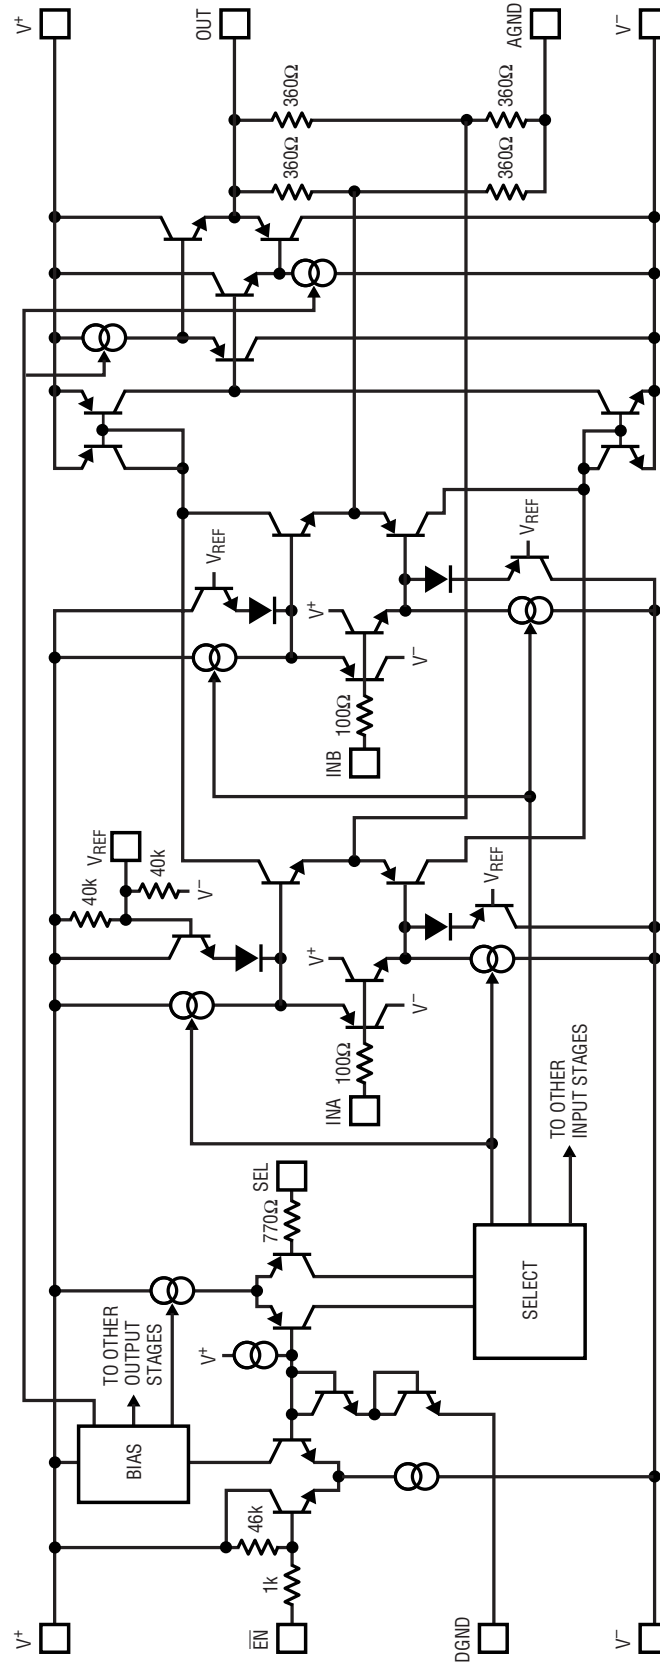 V+
OUT
AGND
V−
360Ω
360Ω
360Ω
360Ω
VREF
VREF
V+
V−
100Ω
INB
VREF
40k
40k
V−
VREF
V+
V−
100Ω
INA
TO OTHER
INPUT STAGES
SEL
770Ω
SELECT
V+
TO OTHER
OUTPUT
STAGES
BIAS
46k
1k
V+
EN
DGND
V−